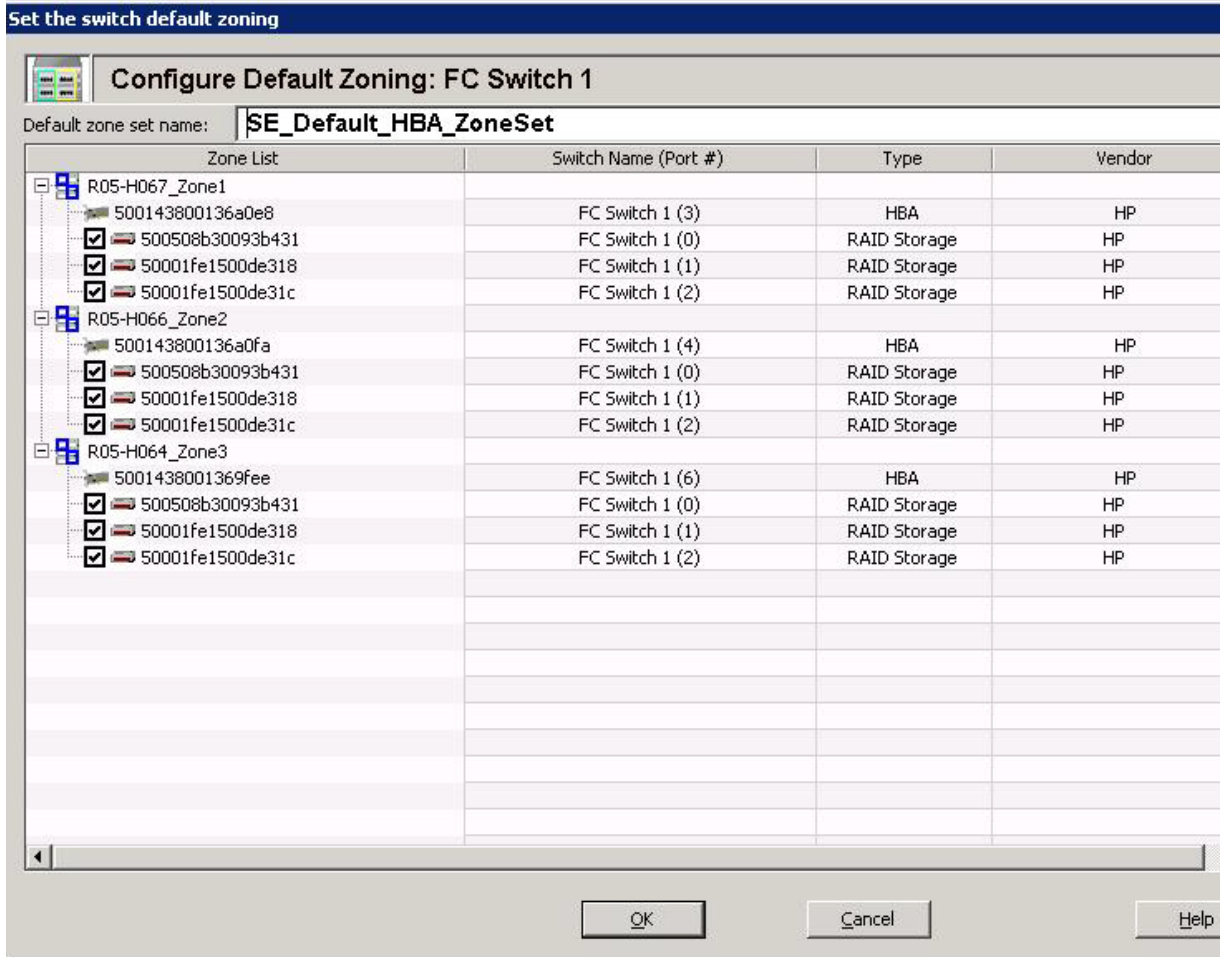 Set the switch default zoning
Configure Default Zoning: FC Switch 1
Default zone set name: SE_Default_HBA_ZoneSet
Zone List Switch Name (Port #) Type Vendor
R05-H067_Zone1
500143800136a0e8 FC Switch 1 (3) HBA HP
500508b30093b431 FC Switch 1 (0) RAID Storage HP
50001fe1500de318 FC Switch 1 (1) RAID Storage HP
50001fe1500de31c FC Switch 1 (2) RAID Storage HP
R05-H066_Zone2
500143800136a0fa FC Switch 1 (4) HBA HP
500508b30093b431 FC Switch 1 (0) RAID Storage HP
50001fe1500de318 FC Switch 1 (1) RAID Storage HP
50001fe1500de31c FC Switch 1 (2) RAID Storage HP
R05-H064_Zone3
5001438001369fee FC Switch 1 (6) HBA HP
500508b30093b431 FC Switch 1 (0) RAID Storage HP
50001fe1500de318 FC Switch 1 (1) RAID Storage HP
50001fe1500de31c FC Switch 1 (2) RAID Storage HP
OK Cancel Help